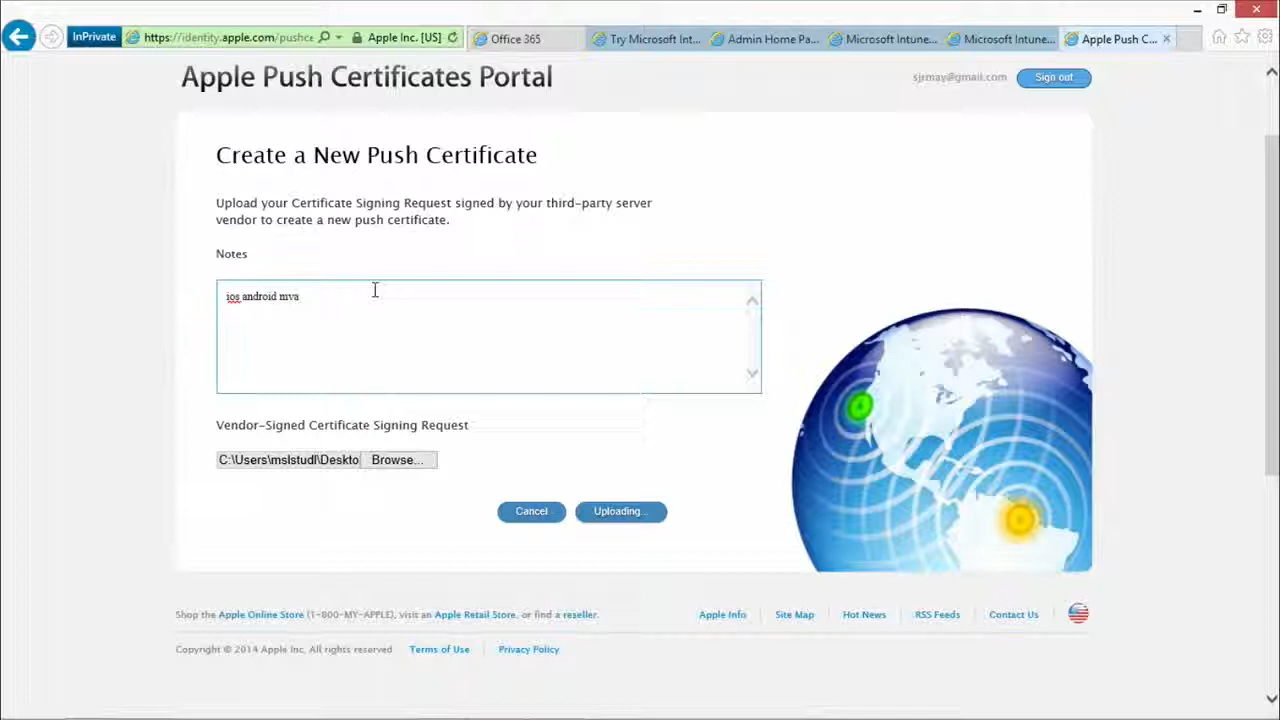 InPrivate
https://identity.apple.com/pushce
Apple Inc. [US]
Office 365
Try Microsoft Int...
Admin Home Pa...
Microsoft Intune...
Microsoft Intune...
Apple Push C...
Apple Push Certificates Portal
sjrmay@gmail.com
Sign out
Create a New Push Certificate
Upload your Certificate Signing Request signed by your third-party server
vendor to create a new push certificate.
Notes
ios android mva
Vendor-Signed Certificate Signing Request
C:\Users\mslstudl\Deskto
Browse...
Cancel
Uploading...
Shop the Apple Online Store (1-800-MY-APPLE), visit an Apple Retail Store, or find a reseller.
Apple Info
Site Map
Hot News
RSS Feeds
Contact Us
Copyright © 2014 Apple Inc. All rights reserved
Terms of Use
Privacy Policy